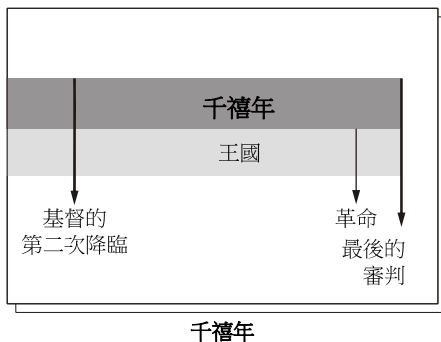 千禧年
王國
基督的
第二次降臨
革命
最後的
審判
千禧年